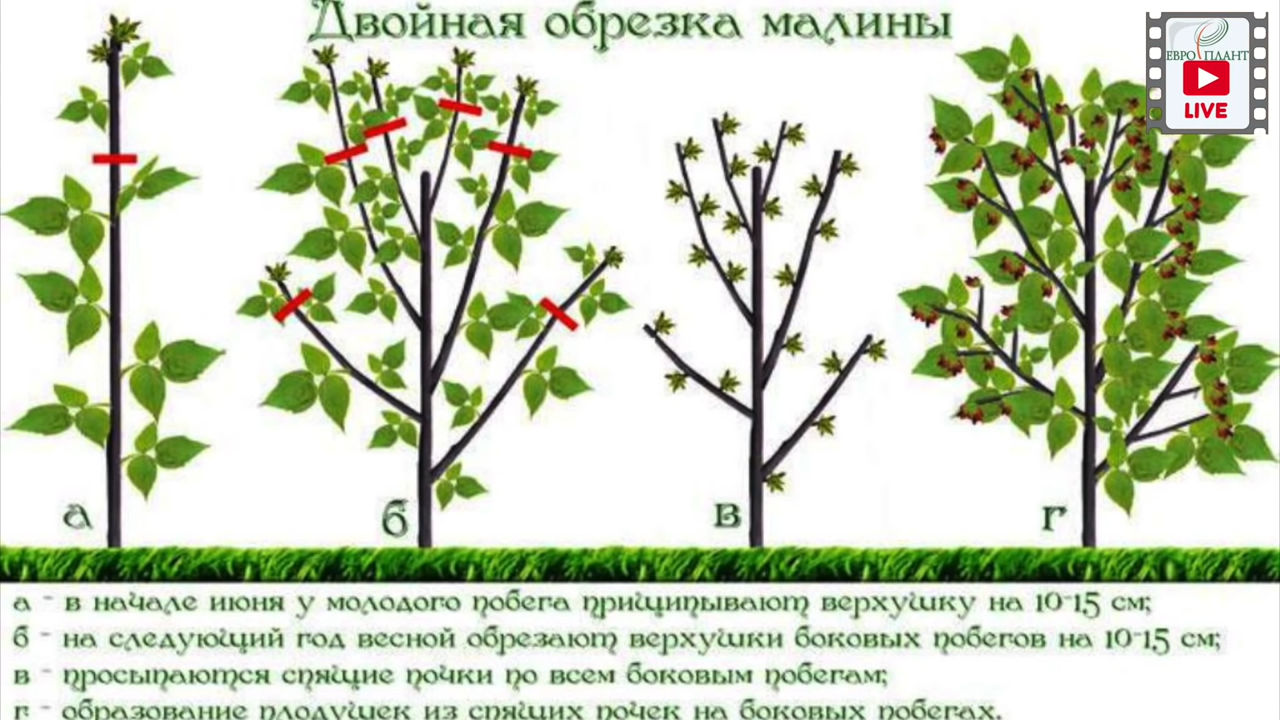 Двойная обрезка малины
ЕВРО ПЛАНТ
LIVE
а б в г
а - в начале июня у молодого побега прищипывают верхушку на 10-15 см;
б - на следующий год весной обрезают верхушки боковых побегов на 10-15 см;
в - просыпаются спящие почки по всем боковым побегам;
г - образование плодушек из спящих почек на боковых побегах.